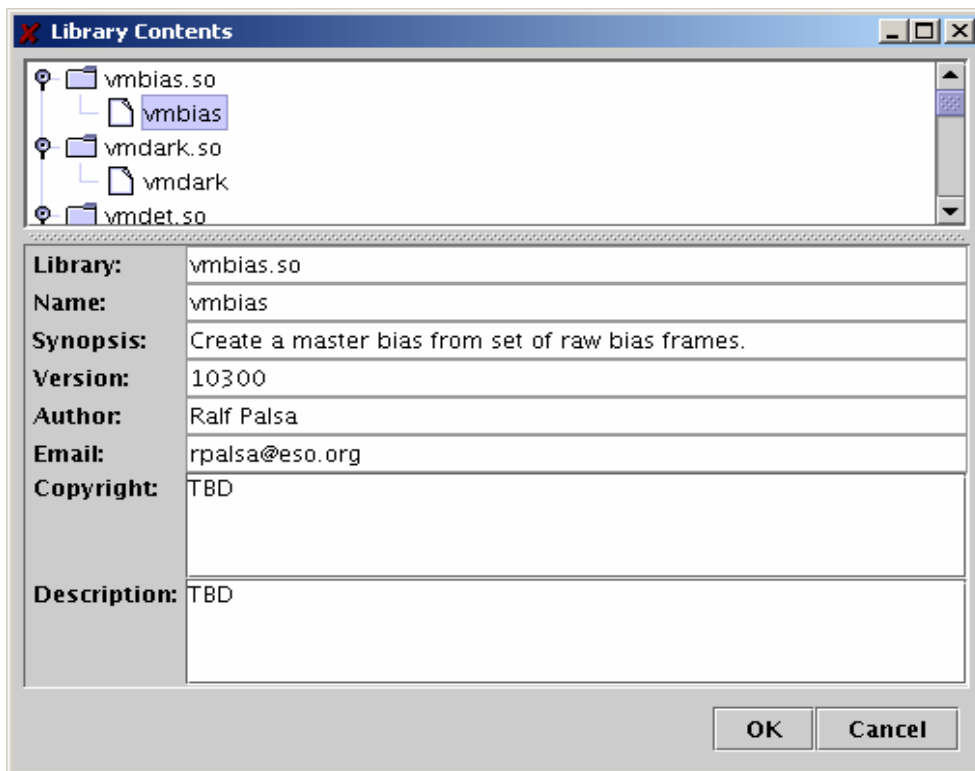 Library Contents
vmbias.so
vmbias
vmdark.so
vmdark
vmdet.so
Library: vmbias.so
Name: vmbias
Synopsis: Create a master bias from set of raw bias frames.
Version: 10300
Author: Ralf Palsa
Email: rpalsa@eso.org
Copyright: TBD
Description: TBD
OK Cancel